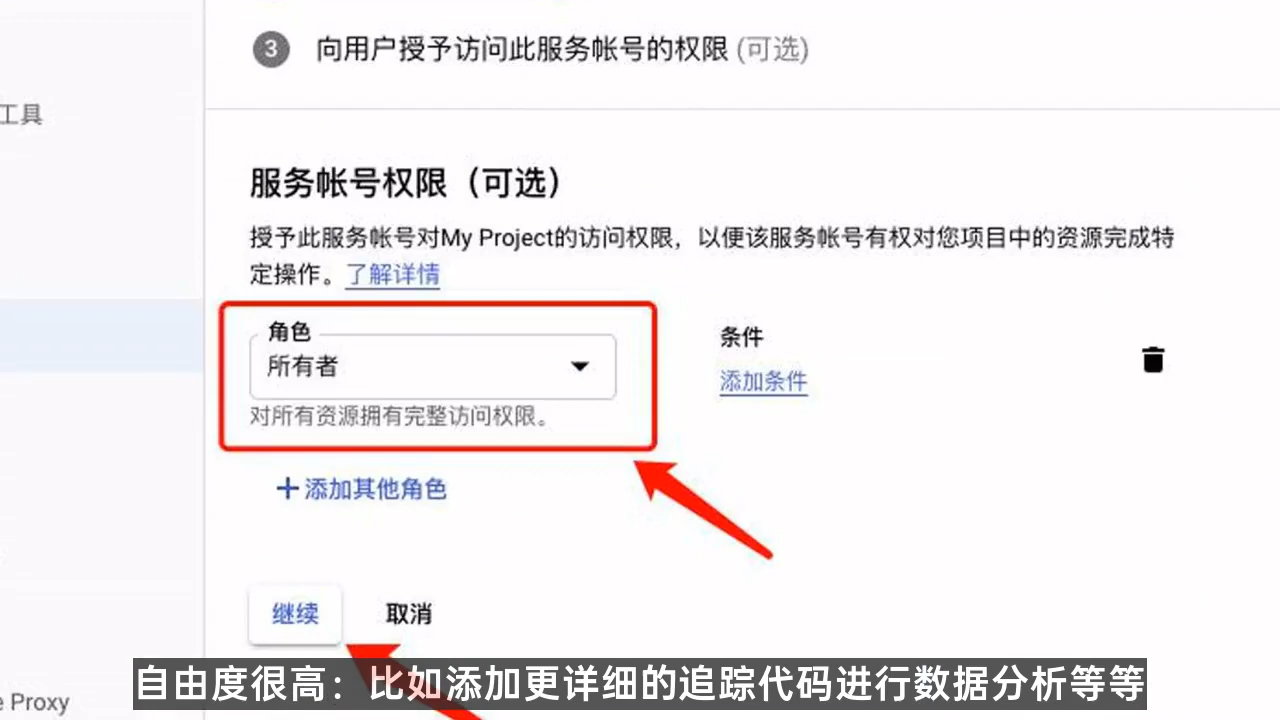 3 向用户授予访问此服务帐号的权限 (可选)
工具
服务帐号权限（可选）
授予此服务帐号对My Project的访问权限，以便该服务帐号有权对您项目中的资源完成特
定操作。了解详情
角色
所有者
对所有资源拥有完整访问权限。
条件
添加条件
+ 添加其他角色
继续 取消
自由度很高：比如添加更详细的追踪代码进行数据分析等等
e Proxy